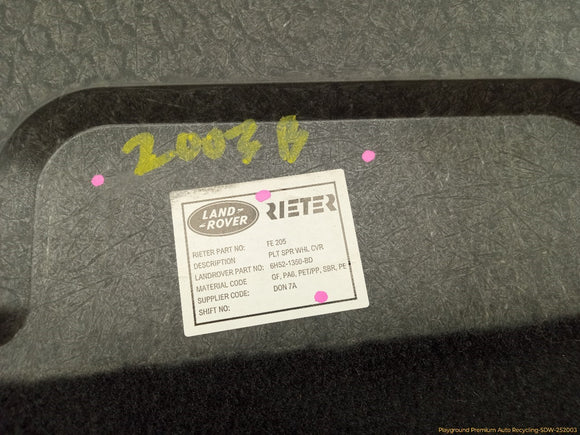 2003 B
LAND-
-ROVER
RIETER
RIETER PART NO: FE 205
DESCRIPTION PLT SPR WHL CVR
LANDROVER PART NO: 6H52-1350-BD
MATERIAL CODE GF, PA6, PET/PP, SBR, PE
SUPPLIER CODE: DON 7A
SHIFT NO:
Playground Premium Auto Recycling-SDW-252003